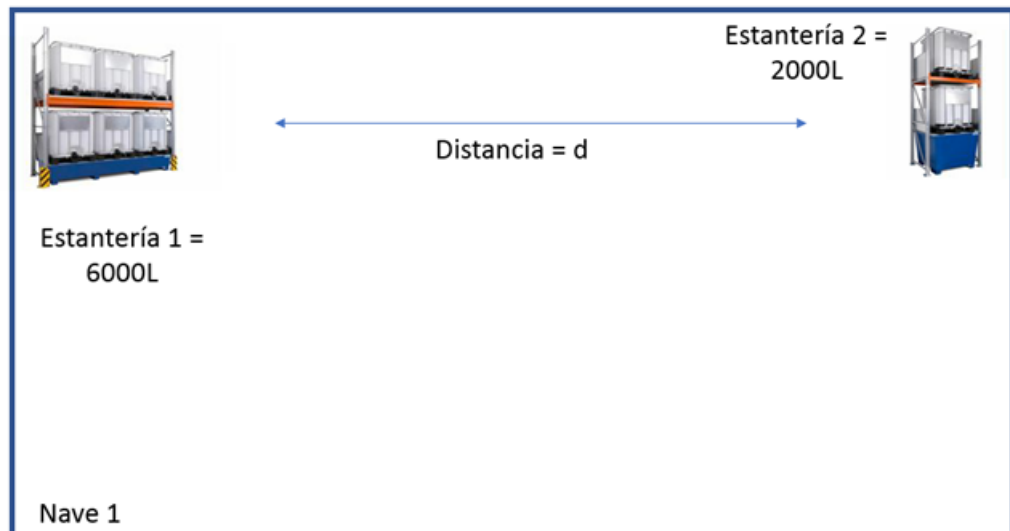 Estantería 2 =
2000L
Distancia = d
Estantería 1 =
6000L
Nave 1